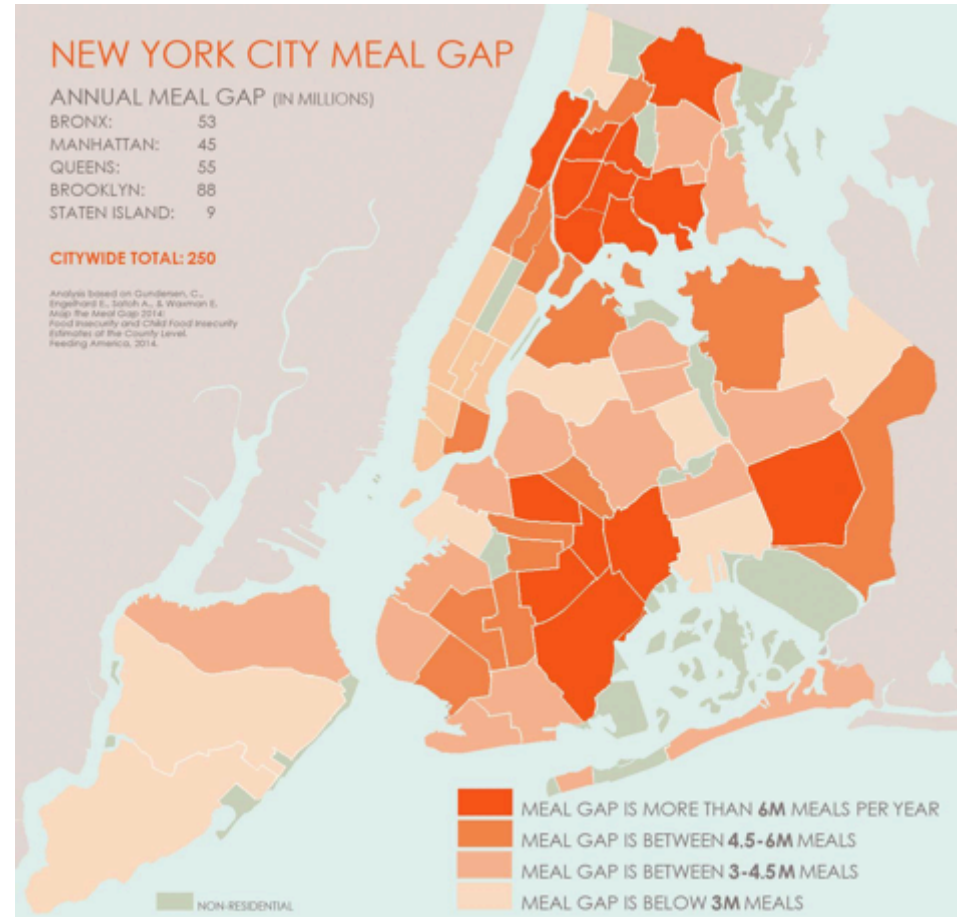 NEW YORK CITY MEAL GAP
ANNUAL MEAL GAP (IN MILLIONS)
BRONX: 53
MANHATTAN: 45
QUEENS: 55
BROOKLYN: 88
STATEN ISLAND: 9
CITYWIDE TOTAL: 250
Analysis based on Gundersen, C.,
Engelhard E., Satoh A., & Waxman E.
Map the Meal Gap 2014:
Food Insecurity and Child Food Insecurity
Estimates at the County Level.
Feeding America, 2014.
MEAL GAP IS MORE THAN 6M MEALS PER YEAR
MEAL GAP IS BETWEEN 4.5-6M MEALS
MEAL GAP IS BETWEEN 3-4.5M MEALS
MEAL GAP IS BELOW 3M MEALS
NON-RESIDENTIAL